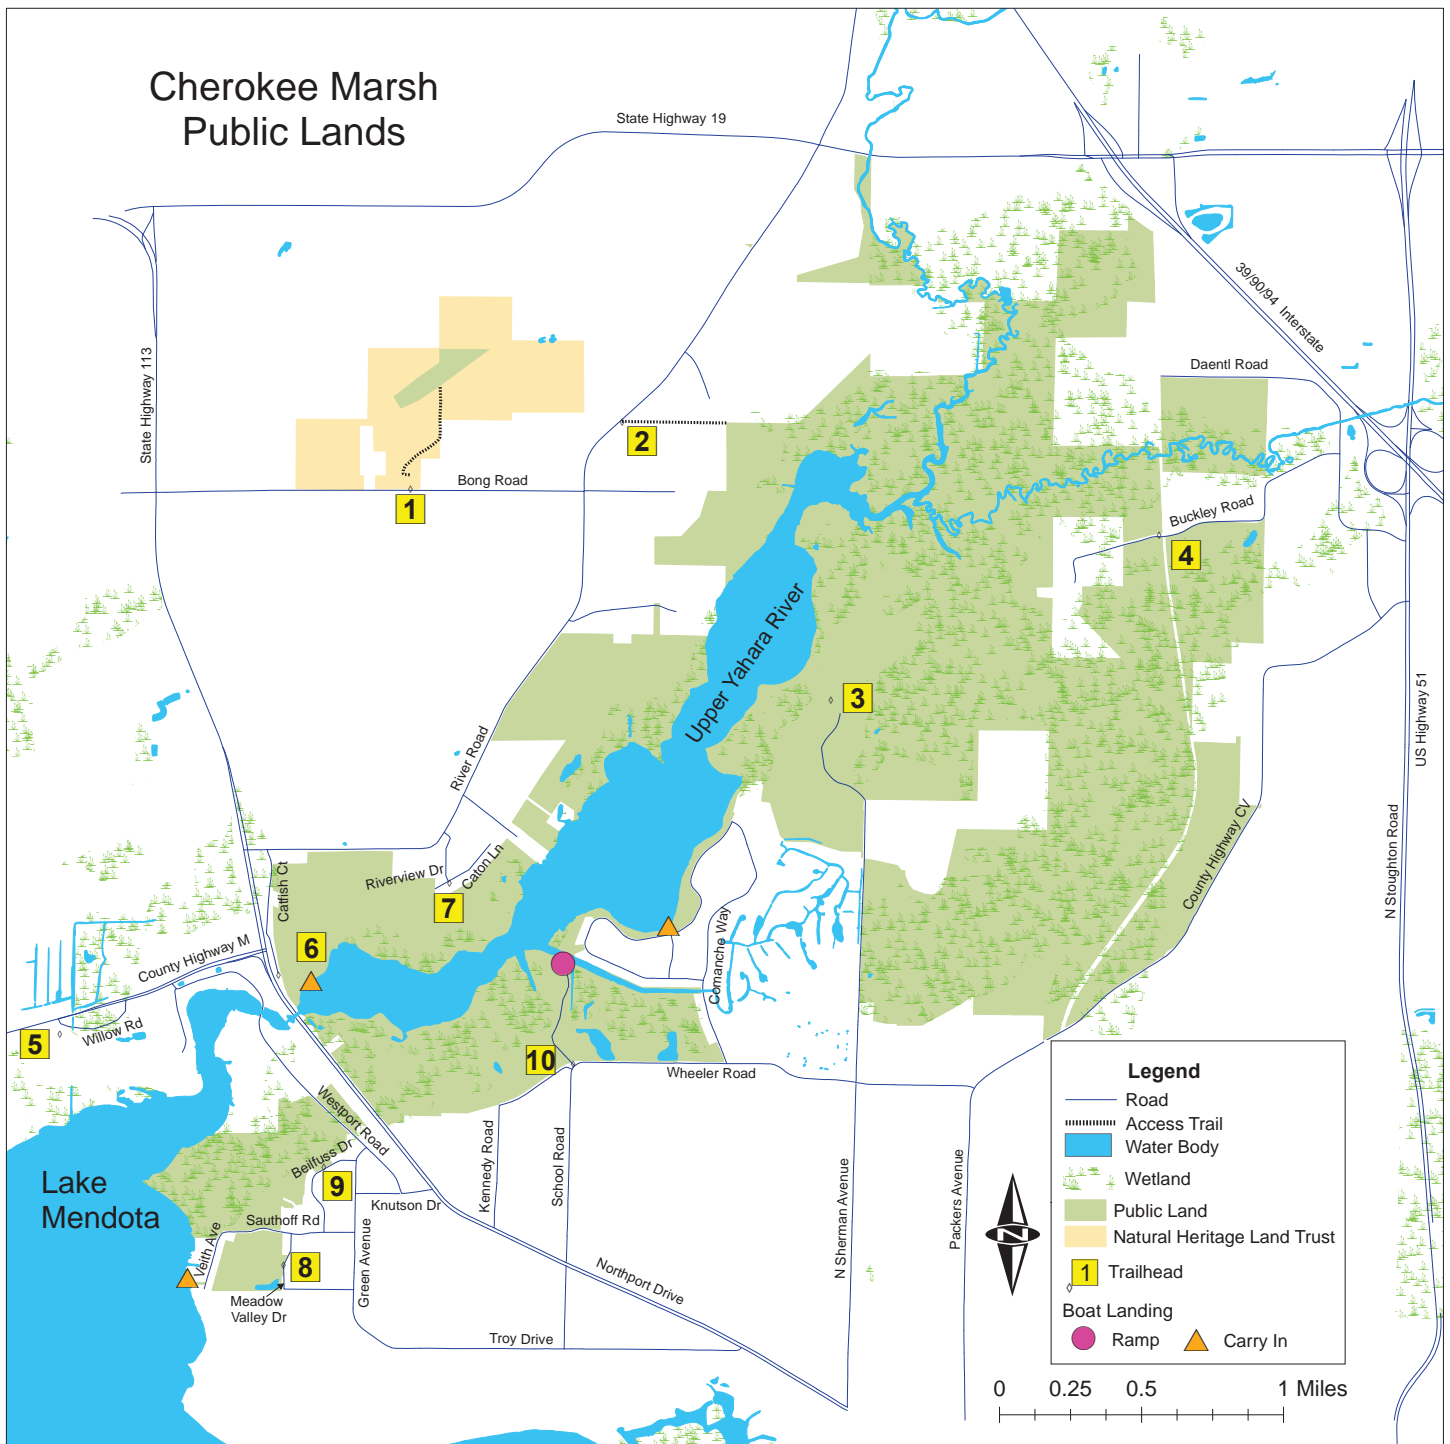 Cherokee Marsh
Public Lands
State Highway 19
39/90/94 Interstate
State Highway 113
Daentl Road
2
Bong Road
1
Buckley Road
4
Upper Yahara River
3
US Highway 51
River Road
N Stoughton Road
County Highway CV
Riverview Dr
Caton Ln
7
Catfish Ct
6
County Highway M
Comanche Way
Willow Rd
5
10
Wheeler Road
Westport Road
Beilfuss Dr
9
Knutson Dr
Kennedy Road
School Road
Lake
Mendota
Sauthoff Rd
Veith Ave
8
Meadow
Valley Dr
Green Avenue
Northport Drive
Troy Drive
N Sherman Avenue
Packers Avenue
N
Legend
Road
Access Trail
Water Body
Wetland
Public Land
Natural Heritage Land Trust
1 Trailhead
Boat Landing
Ramp Carry In
0 0.25 0.5 1 Miles